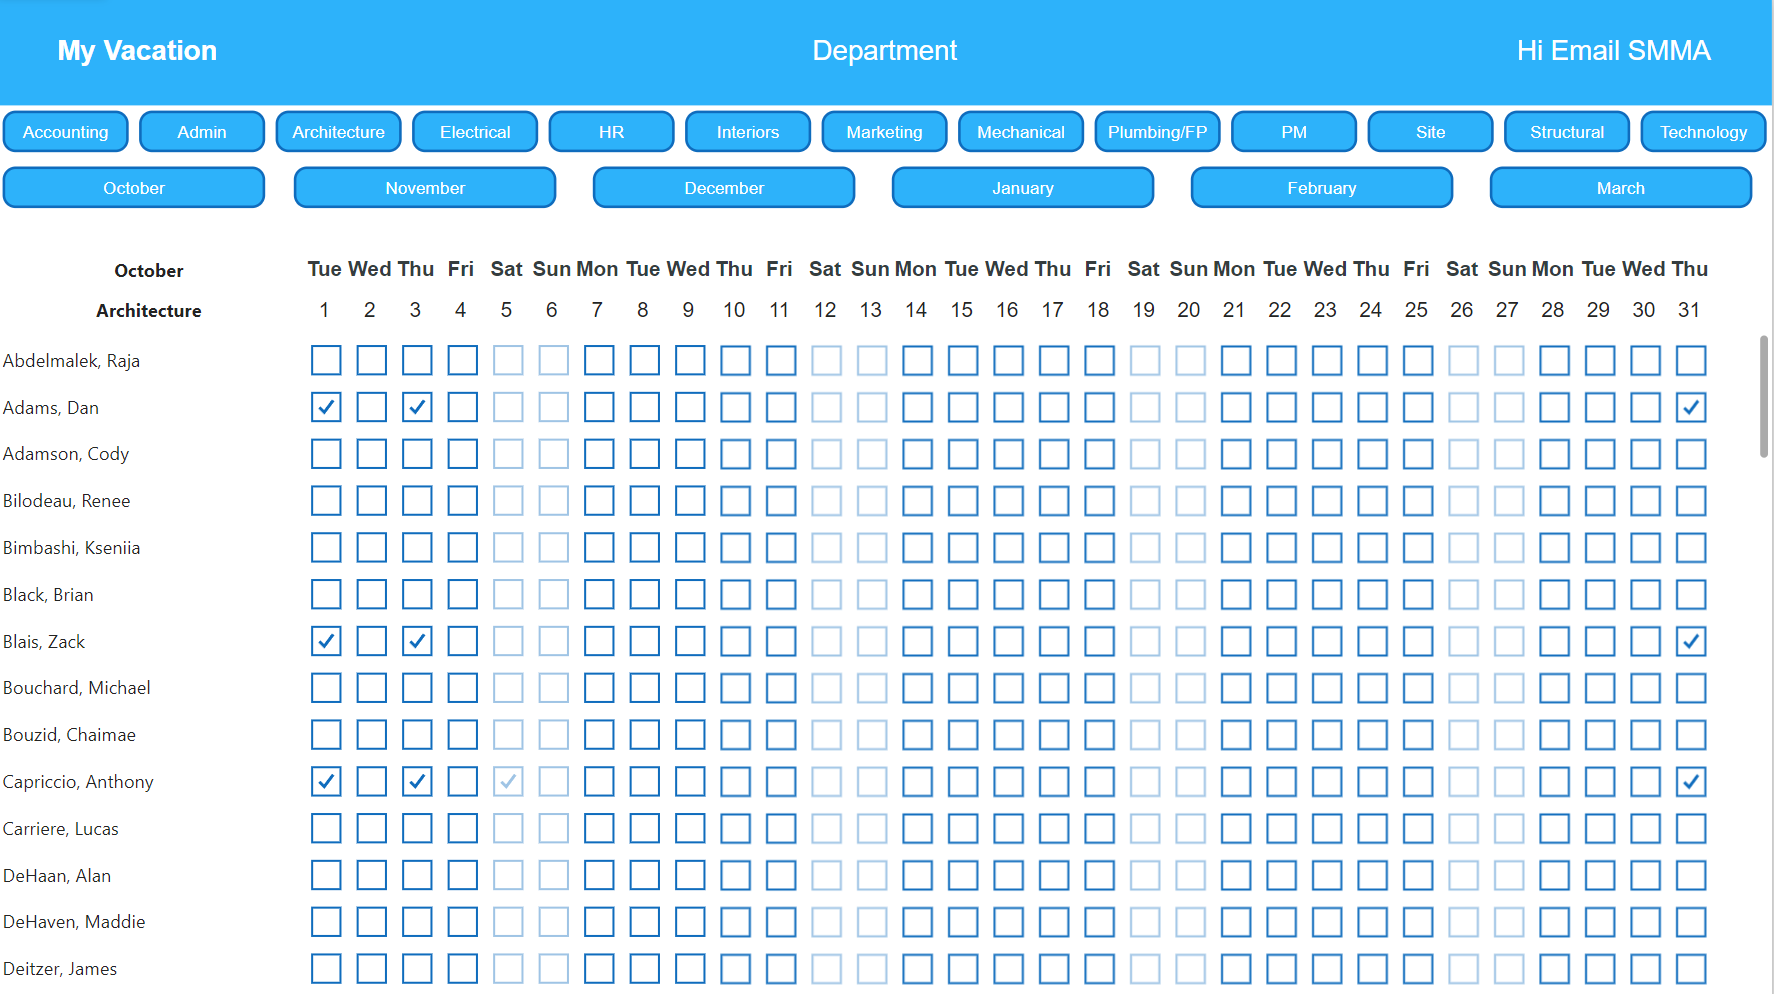 My Vacation Department Hi Email SMMA
Accounting Admin Architecture Electrical HR Interiors Marketing Mechanical Plumbing/FP PM Site Structural Technology
October November December January February March
October Tue Wed Thu Fri Sat Sun Mon Tue Wed Thu Fri Sat Sun Mon Tue Wed Thu Fri Sat Sun Mon Tue Wed Thu Fri Sat Sun Mon Tue Wed Thu
Architecture 1 2 3 4 5 6 7 8 9 10 11 12 13 14 15 16 17 18 19 20 21 22 23 24 25 26 27 28 29 30 31
Abdelmalek, Raja
Adams, Dan
Adamson, Cody
Bilodeau, Renee
Bimbashi, Kseniia
Black, Brian
Blais, Zack
Bouchard, Michael
Bouzid, Chaimae
Capriccio, Anthony
Carriere, Lucas
DeHaan, Alan
DeHaven, Maddie
Deitzer, James